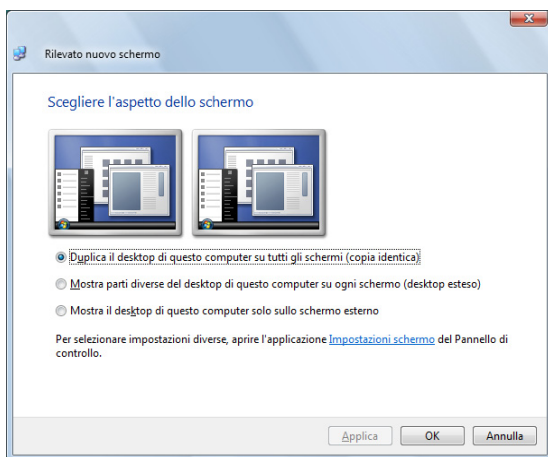 Rilevato nuovo schermo
Scegliere l'aspetto dello schermo
Duplica il desktop di questo computer su tutti gli schermi (copia identica)
Mostra parti diverse del desktop di questo computer su ogni schermo (desktop esteso)
Mostra il desktop di questo computer solo sullo schermo esterno
Per selezionare impostazioni diverse, aprire l'applicazione Impostazioni schermo del Pannello di
controllo.
Applica OK Annulla